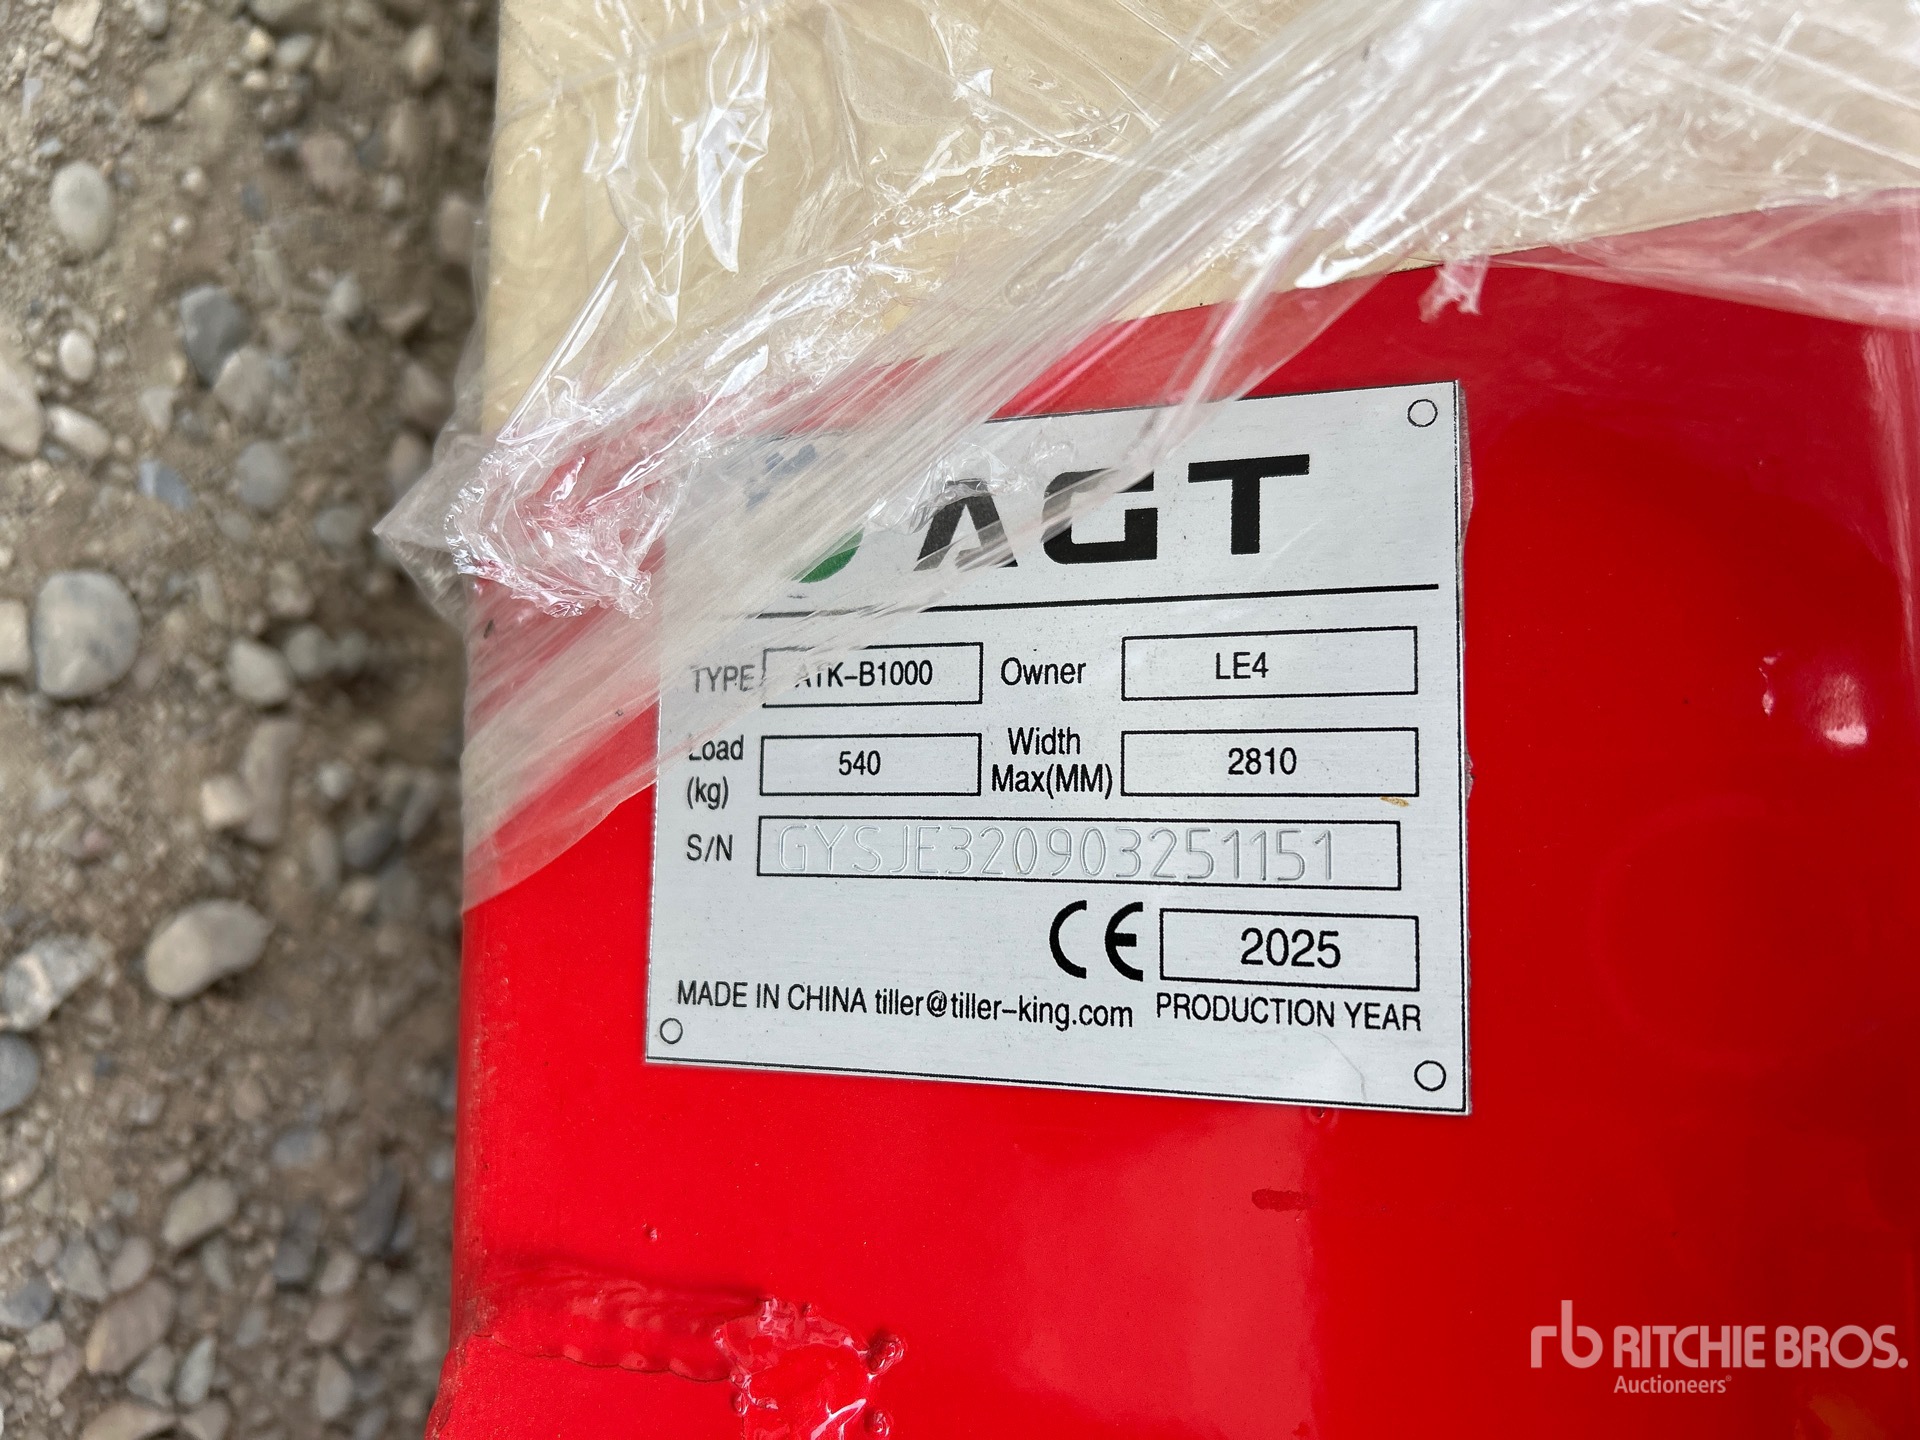 AGT
TYPE ATK-B1000 Owner LE4
Load (kg) 540 Width Max(MM) 2810
S/N GYSJE320903251151
CE 2025
MADE IN CHINA tiller@tiller-king.com PRODUCTION YEAR
rb RITCHIE BROS.
Auctioneers